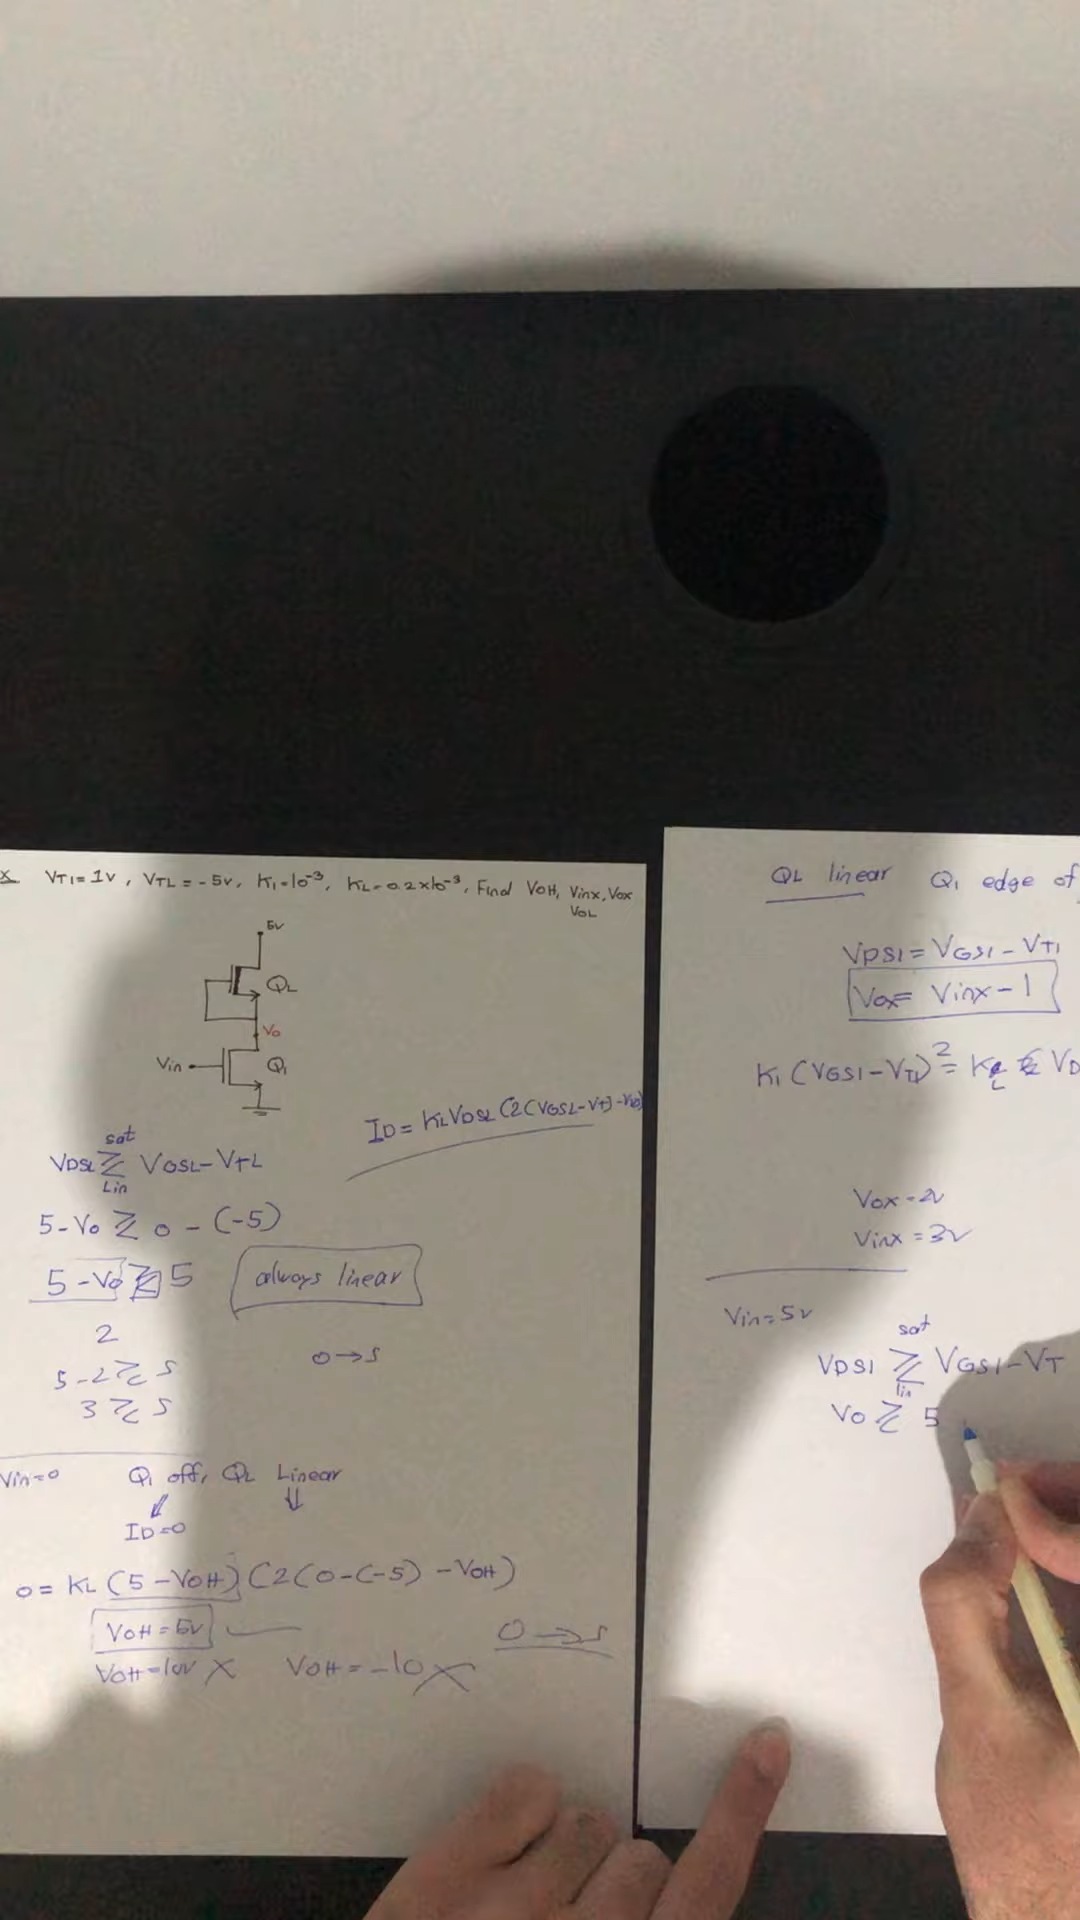 x. VT1=1V, VTL=-5V, K1=10⁻³, KL=0.2x10⁻³, Find VOH, Vinx, Vox
VOL
5V
QL
Vo
Vin
Q1
ID = KLVDSL(2(VGSL-VT)-
sat
VDSL ≷ VGSL-VTL
Lin
5-Vo ≷ 0-(-5)
5-Vo ≷ 5
always linear
2
5-2 ≷ 5
0→5
3 ≷ 5
Vin=0 Q1 off, QL Linear
ID=0
0= KL(5-VOH)(2(0-(-5)-VOH)
VOH=5V
0→5
VOH=10V X VOH=-10 X
QL linear Q1 edge of
VDS1=VGS1-VT1
Vox= Vinx-1
K1(VGS1-VT1)²=KL VD
Vox=2V
Vinx=3V
Vin=5V
sat
VDS1 ≷ VGS1-VT
lin
Vo ≷ 5